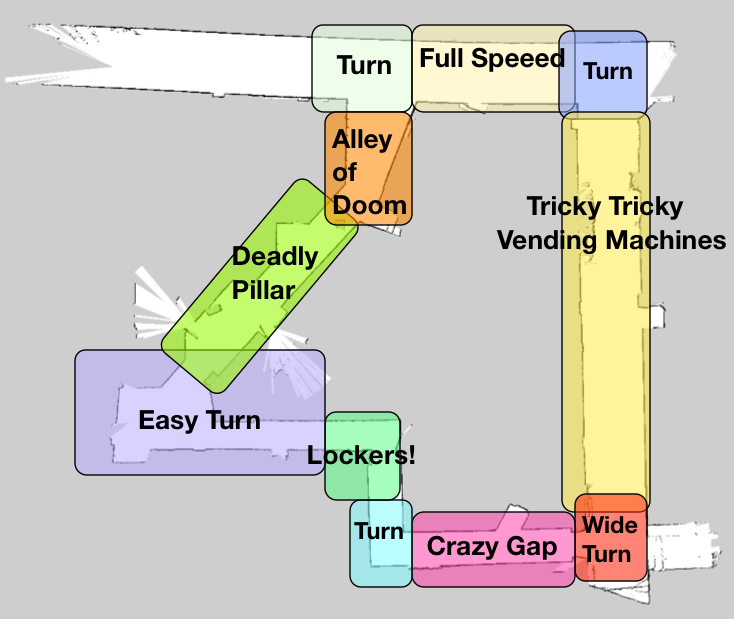 Turn
Full Speeed
Turn
Alley
of
Doom
Tricky Tricky
Vending Machines
Deadly
Pillar
Easy Turn
Lockers!
Turn
Crazy Gap
Wide
Turn